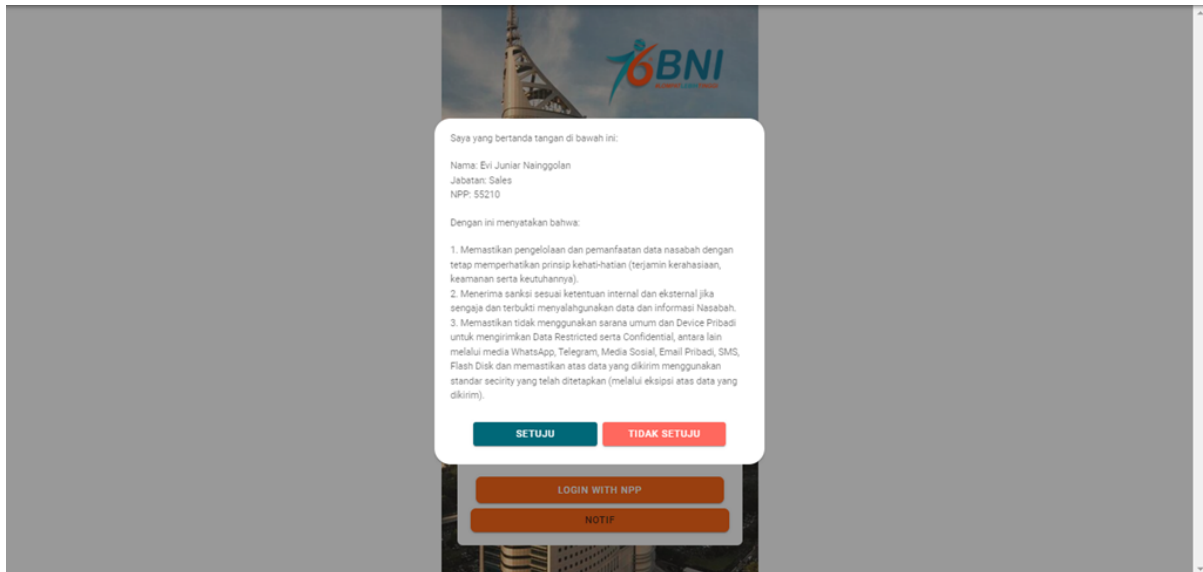 76 BNI
Saya yang bertanda tangan di bawah ini:
Nama: Evi Juniar Nainggolan
Jabatan: Sales
NPP: 55210
Dengan ini menyatakan bahwa:
1. Memastikan pengelolaan dan pemanfaatan data nasabah dengan
tetap memperhatikan prinsip kehati-hatian (terjamin kerahasiaan,
keamanan serta keutuhannya).
2. Menerima sanksi sesuai ketentuan internal dan eksternal jika
sengaja dan terbukti menyalahgunakan data dan informasi Nasabah.
3. Memastikan tidak menggunakan sarana umum dan Device Pribadi
untuk mengirimkan Data Restricted serta Confidential, antara lain
melalui media WhatsApp, Telegram, Media Sosial, Email Pribadi, SMS,
Flash Disk dan memastikan atas data yang dikirim menggunakan
standar secirity yang telah ditetapkan (melalui eksipsi atas data yang
dikirim).
SETUJU
TIDAK SETUJU
LOGIN WITH NPP
NOTIF